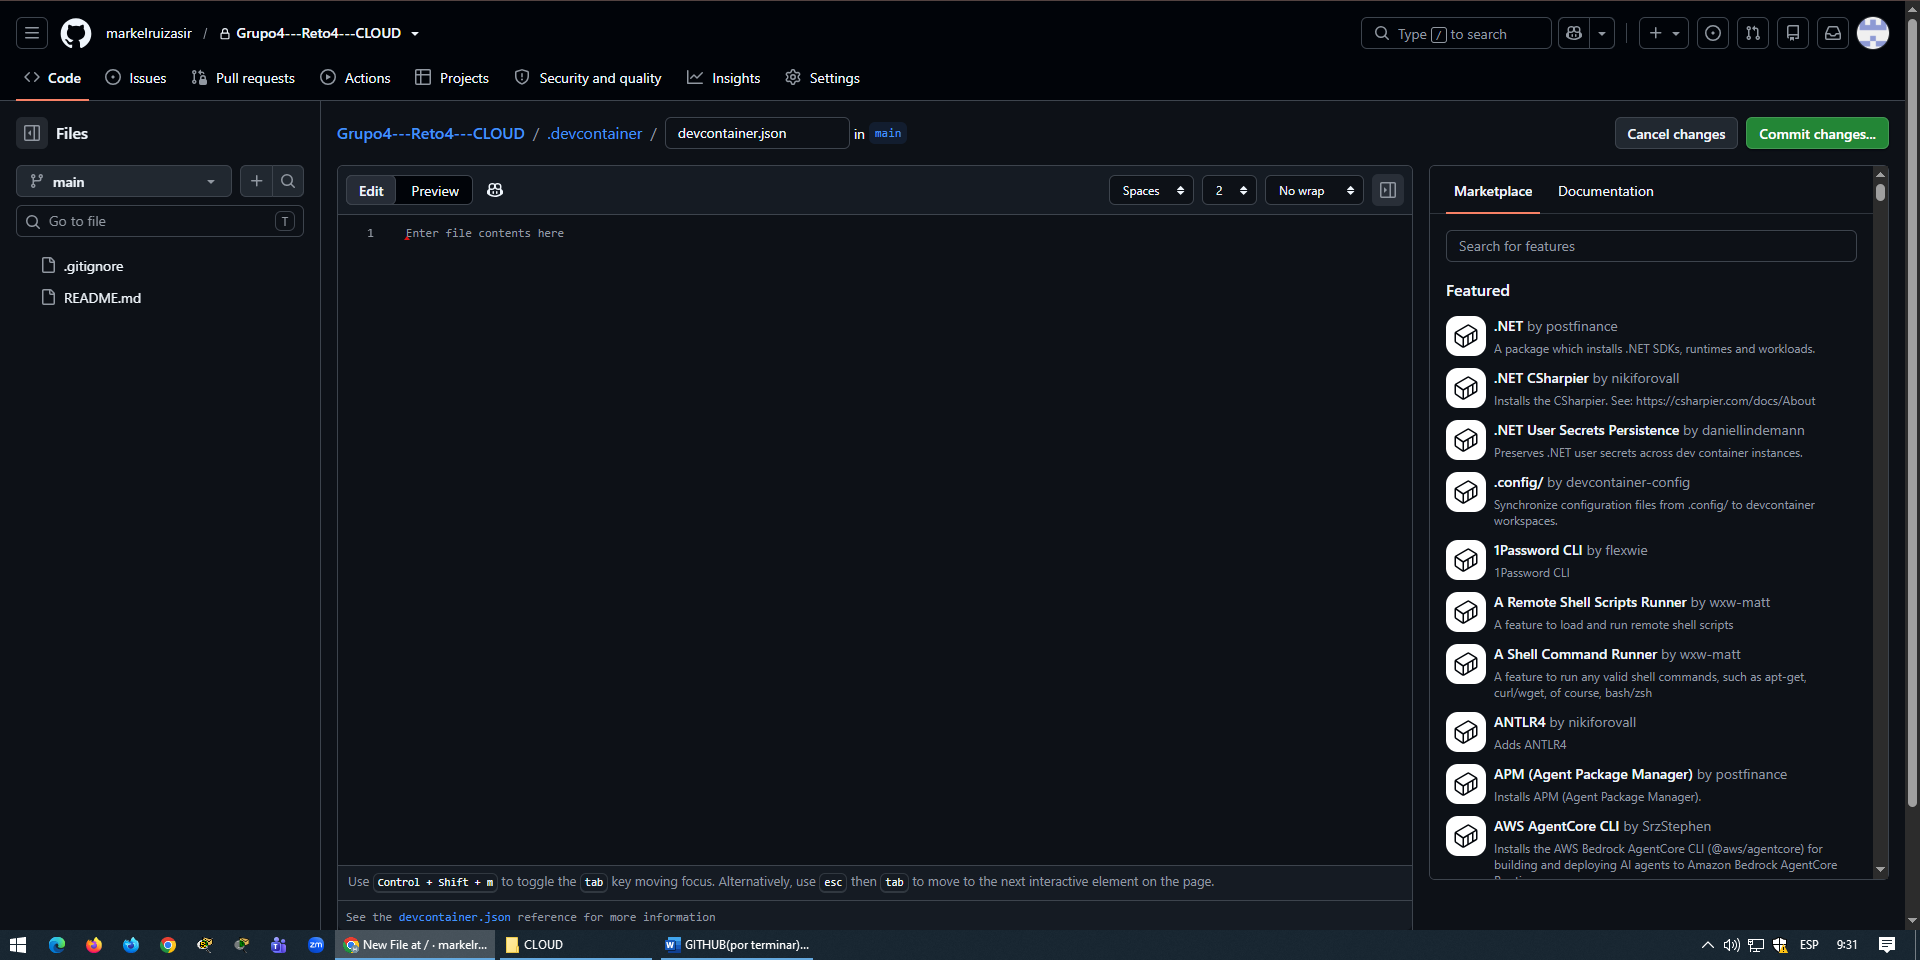 markelruizasir / Grupo4---Reto4---CLOUD
Type / to search
Code
Issues
Pull requests
Actions
Projects
Security and quality
Insights
Settings
Files
main
Go to file
T
.gitignore
README.md
Grupo4---Reto4---CLOUD / .devcontainer / devcontainer.json in main
Cancel changes
Commit changes...
Edit
Preview
Spaces
2
No wrap
1
Enter file contents here
Use Control + Shift + m to toggle the tab key moving focus. Alternatively, use esc then tab to move to the next interactive element on the page.
See the devcontainer.json reference for more information
Marketplace
Documentation
Search for features
Featured
.NET by postfinance
A package which installs .NET SDKs, runtimes and workloads.
.NET CSharpier by nikiforovall
Installs the CSharpier. See: https://csharpier.com/docs/About
.NET User Secrets Persistence by daniellindemann
Preserves .NET user secrets across dev container instances.
.config/ by devcontainer-config
Synchronize configuration files from .config/ to devcontainer
workspaces.
1Password CLI by flexwie
1Password CLI
A Remote Shell Scripts Runner by wxw-matt
A feature to load and run remote shell scripts
A Shell Command Runner by wxw-matt
A feature to run any valid shell commands, such as apt-get,
curl/wget, of course, bash/zsh
ANTLR4 by nikiforovall
Adds ANTLR4
APM (Agent Package Manager) by postfinance
Installs APM (Agent Package Manager).
AWS AgentCore CLI by SrzStephen
Installs the AWS Bedrock AgentCore CLI (@aws/agentcore) for
building and deploying AI agents to Amazon Bedrock AgentCore
zm
New File at / · markelr...
CLOUD
GITHUB(por terminar)...
ESP
9:31